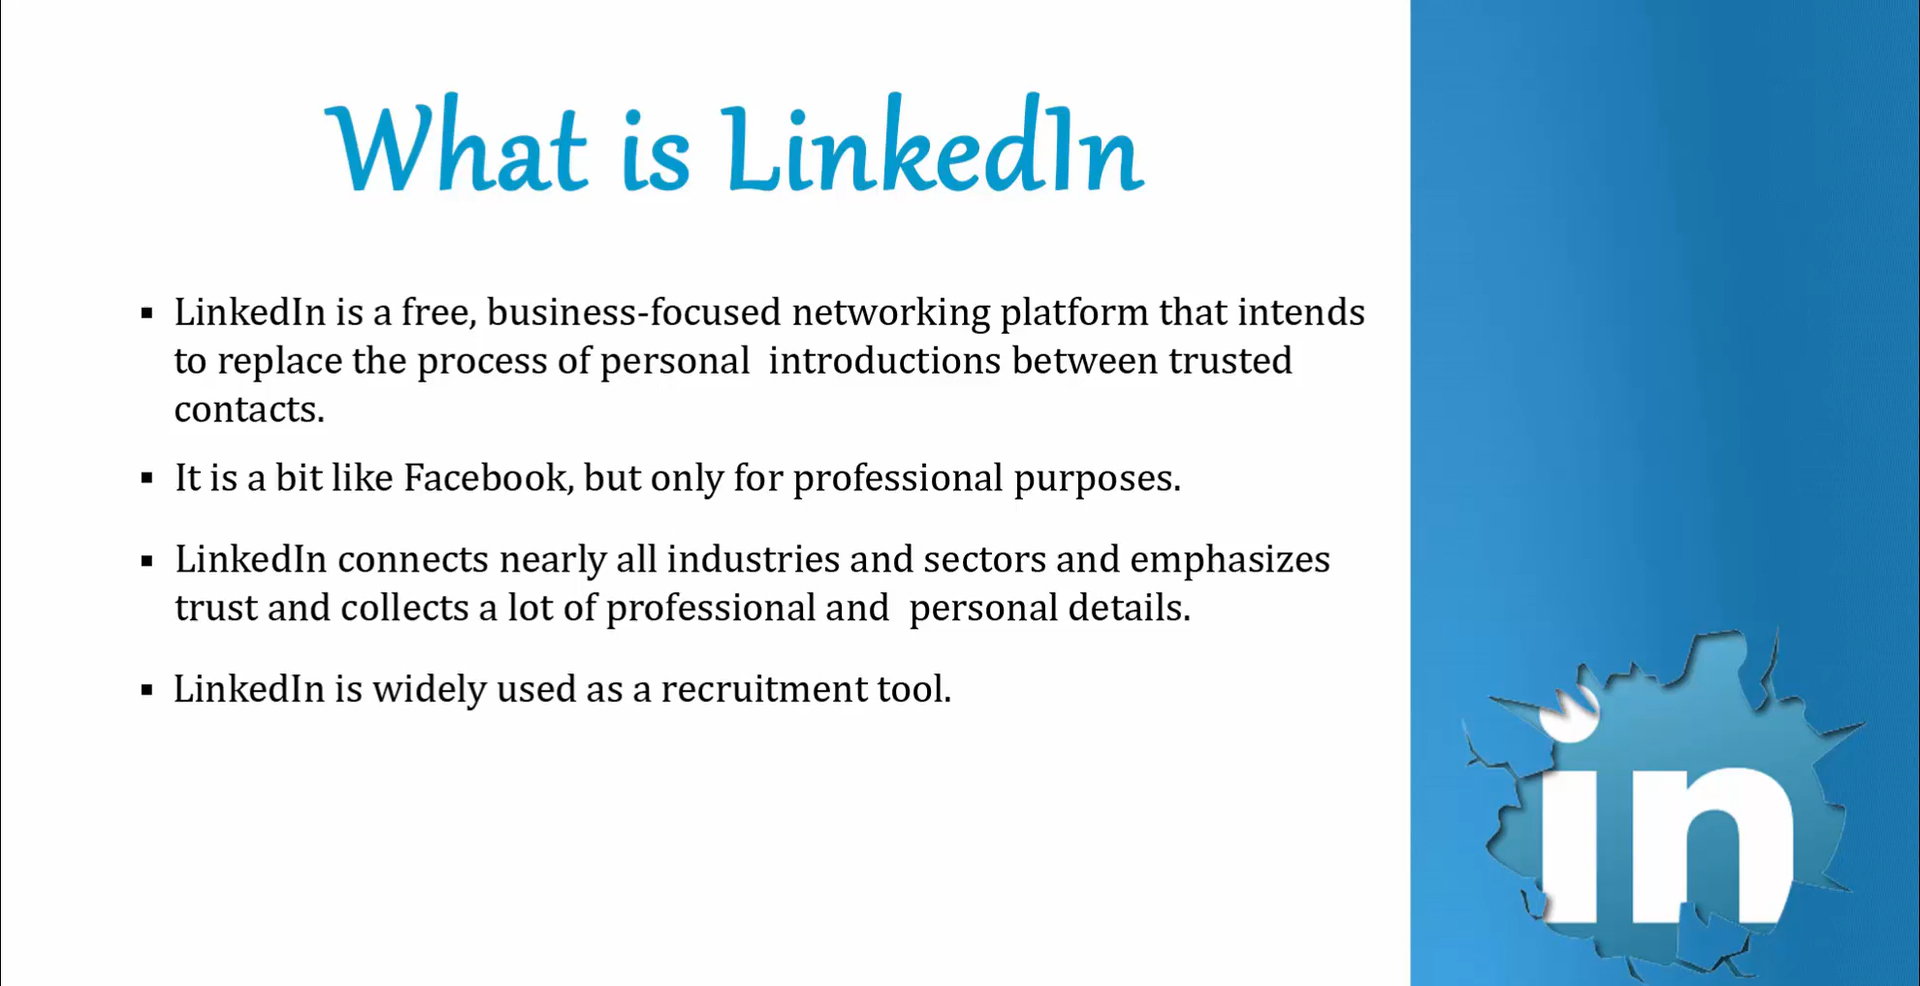 What is LinkedIn
▪ LinkedIn is a free, business-focused networking platform that intends
to replace the process of personal  introductions between trusted
contacts.
▪ It is a bit like Facebook, but only for professional purposes.
▪ LinkedIn connects nearly all industries and sectors and emphasizes
trust and collects a lot of professional and  personal details.
▪ LinkedIn is widely used as a recruitment tool.
in